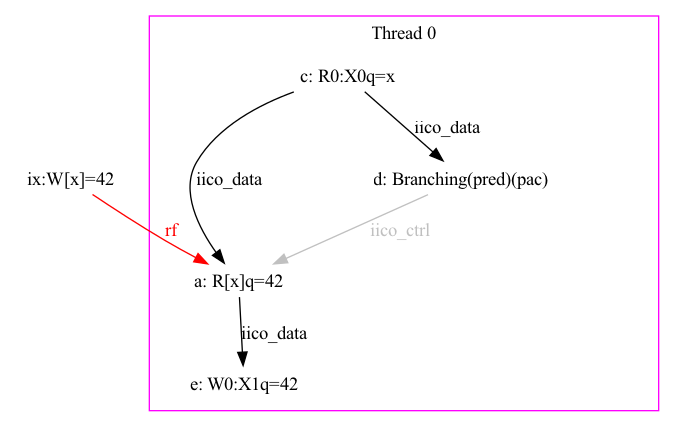 Thread 0
c: R0:X0q=x
iico_data
ix:W[x]=42
iico_data
d: Branching(pred)(pac)
rf
iico_ctrl
a: R[x]q=42
iico_data
e: W0:X1q=42